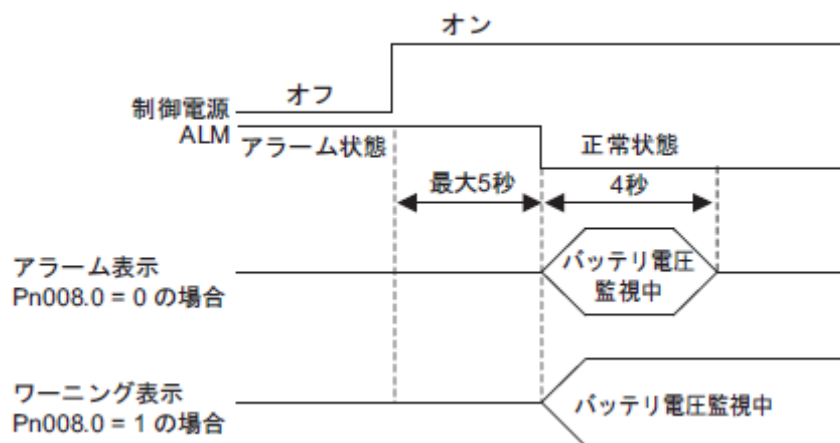 オン
オフ
制御電源
ALM
アラーム状態
正常状態
最大5秒
4秒
アラーム表示
Pn008.0 = 0 の場合
バッテリ電圧
監視中
ワーニング表示
Pn008.0 = 1 の場合
バッテリ電圧監視中